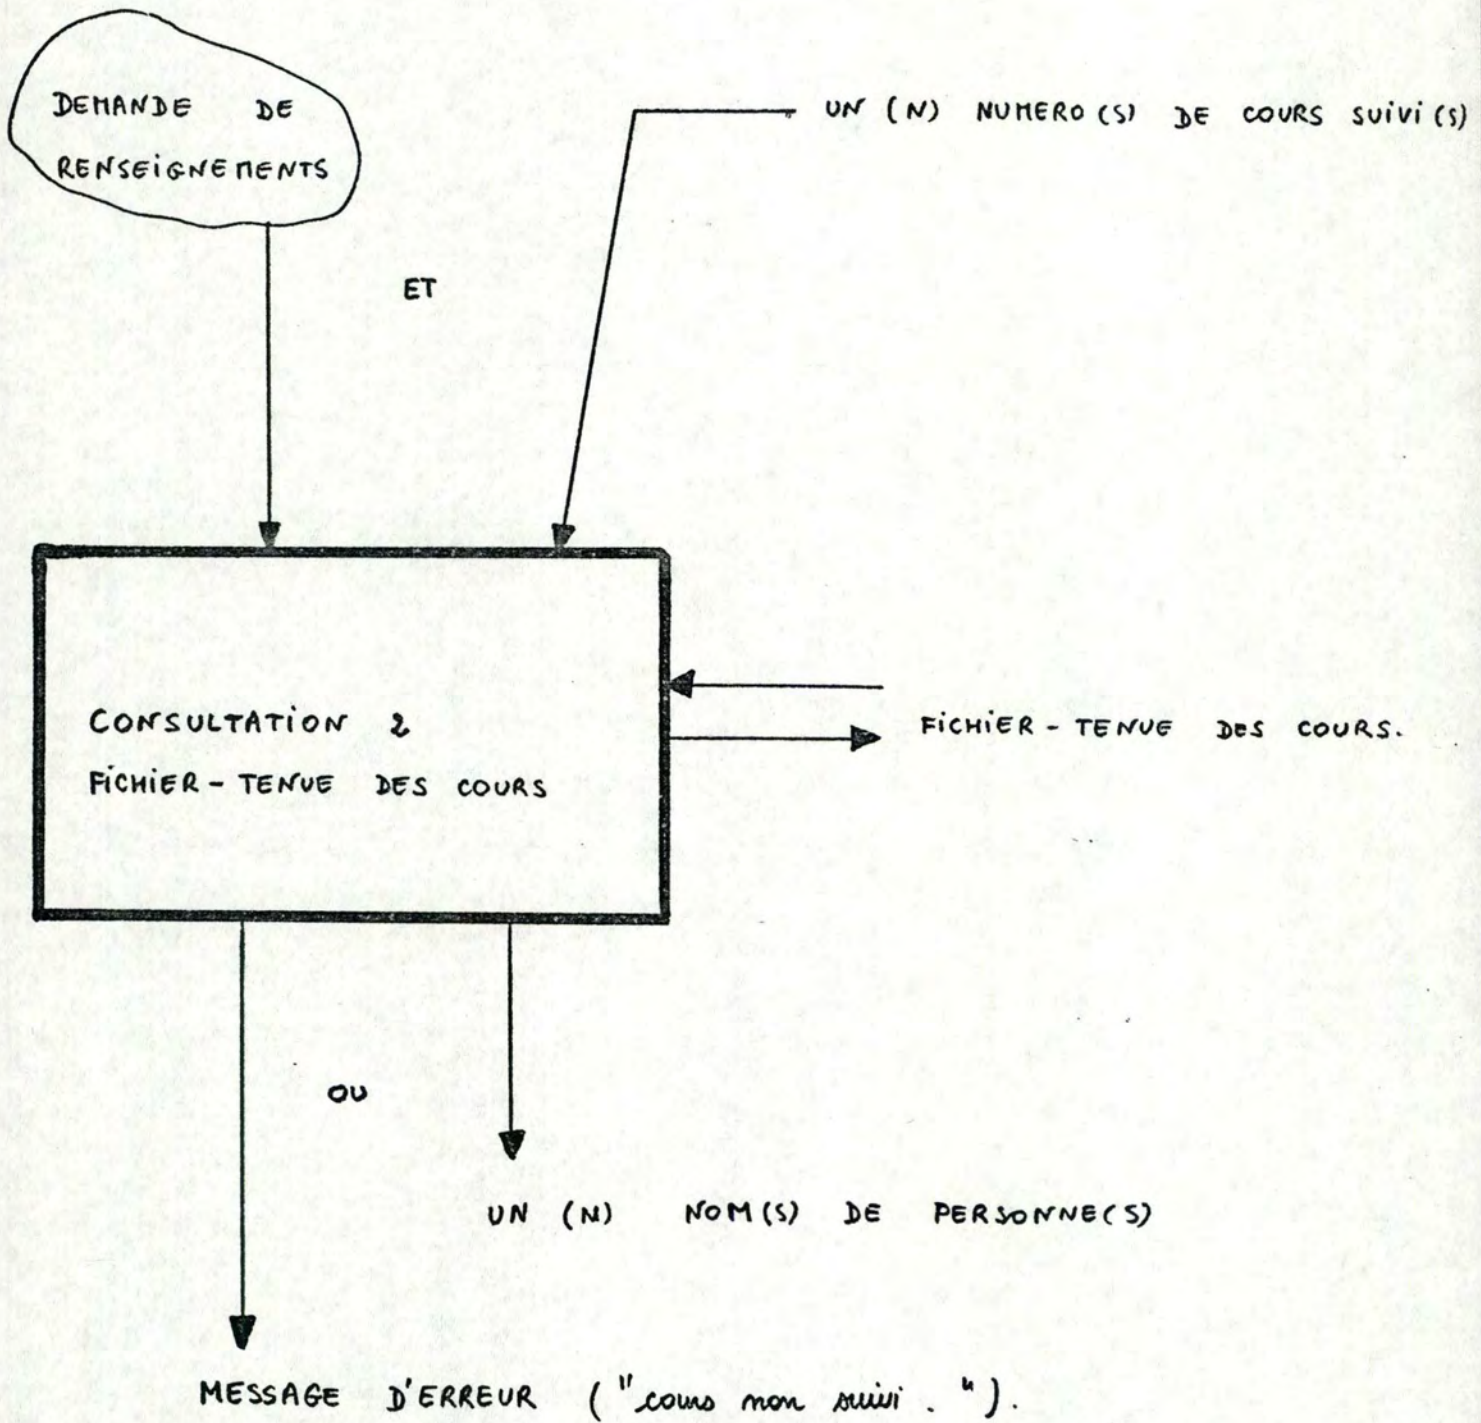 DEMANDE DE
RENSEIGNEMENTS
UN (N) NUMERO(S) DE COURS SUIVI(S)
ET
CONSULTATION 2
FICHIER - TENUE DES COURS
FICHIER - TENUE DES COURS.
OU
UN (N) NOM(S) DE PERSONNE(S)
MESSAGE D'ERREUR ("cours non suivi . ").